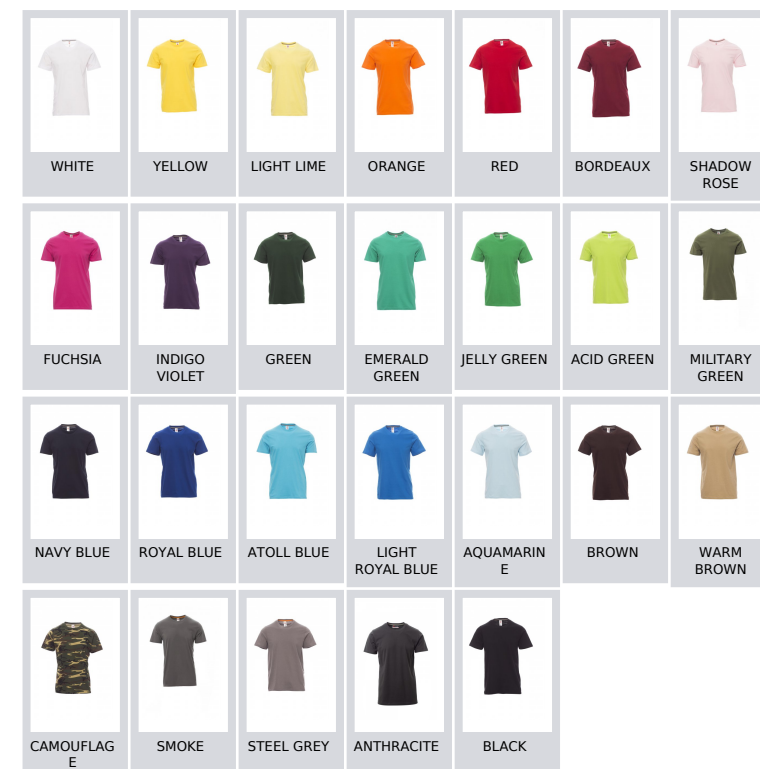 WHITE
YELLOW
LIGHT LIME
ORANGE
RED
BORDEAUX
SHADOW
ROSE
FUCHSIA
INDIGO
VIOLET
GREEN
EMERALD
GREEN
JELLY GREEN
ACID GREEN
MILITARY
GREEN
NAVY BLUE
ROYAL BLUE
ATOLL BLUE
LIGHT
ROYAL BLUE
AQUAMARIN
E
BROWN
WARM
BROWN
CAMOUFLAG
E
SMOKE
STEEL GREY
ANTHRACITE
BLACK